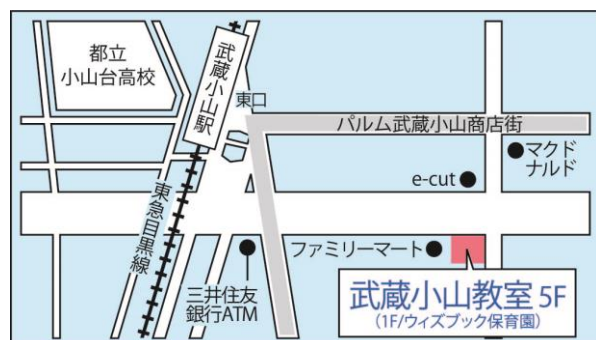 都立
小山台高校
武蔵小山駅
東口
パルム武蔵小山商店街
マクド
ナルド
e-cut
東急目黒線
ファミリーマート
三井住友
銀行ATM
武蔵小山教室 5F
(1F/ウィズブック保育園)